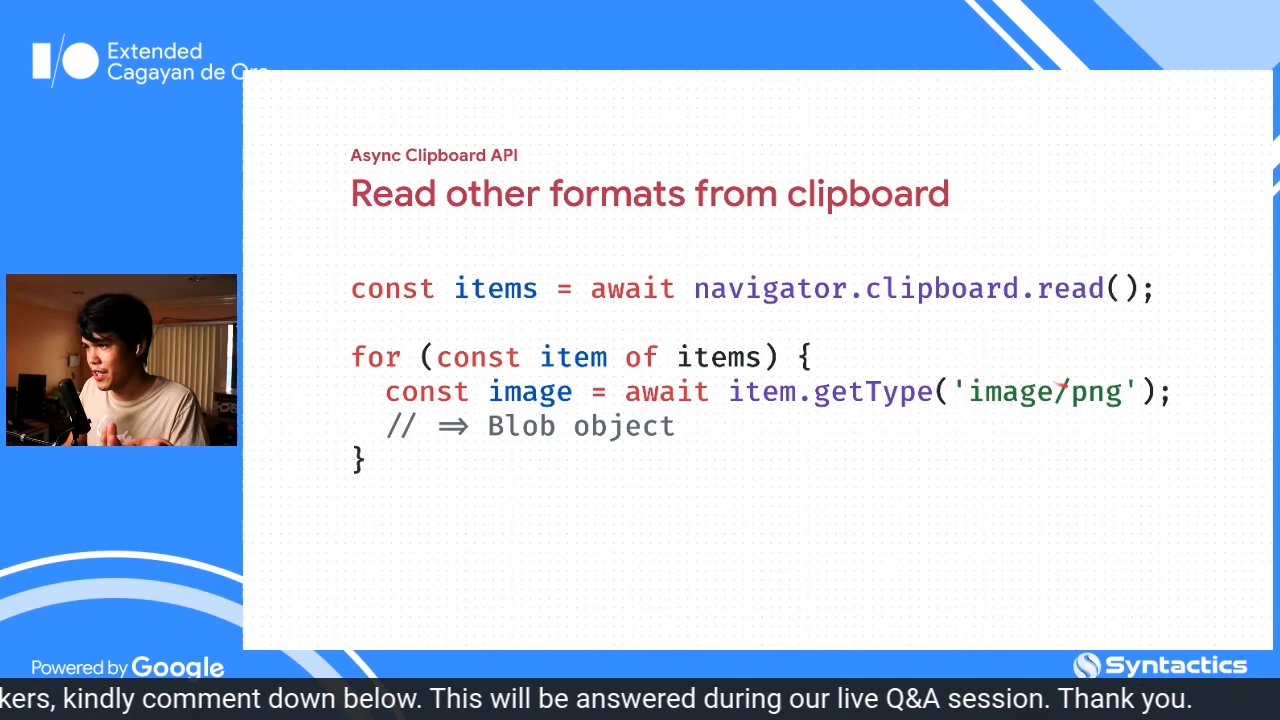 I/O Extended
Cagayan de Oro
Async Clipboard API
Read other formats from clipboard
const items = await navigator.clipboard.read();
for (const item of items) {
const image = await item.getType('image/png');
// => Blob object
}
Powered by Google
Syntactics
kers, kindly comment down below. This will be answered during our live Q&A session. Thank you.